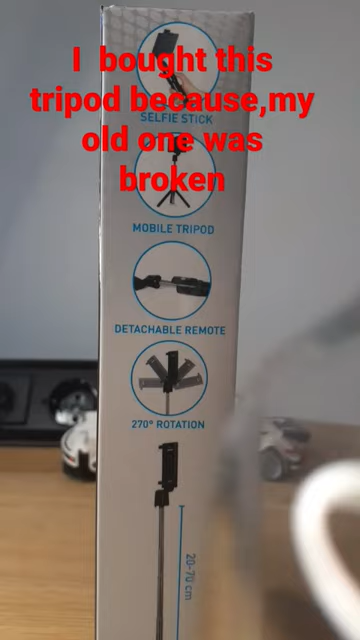 I bought this
tripod because,my
old one was
broken
SELFIE STICK
MOBILE TRIPOD
DETACHABLE REMOTE
270° ROTATION
20-70 cm